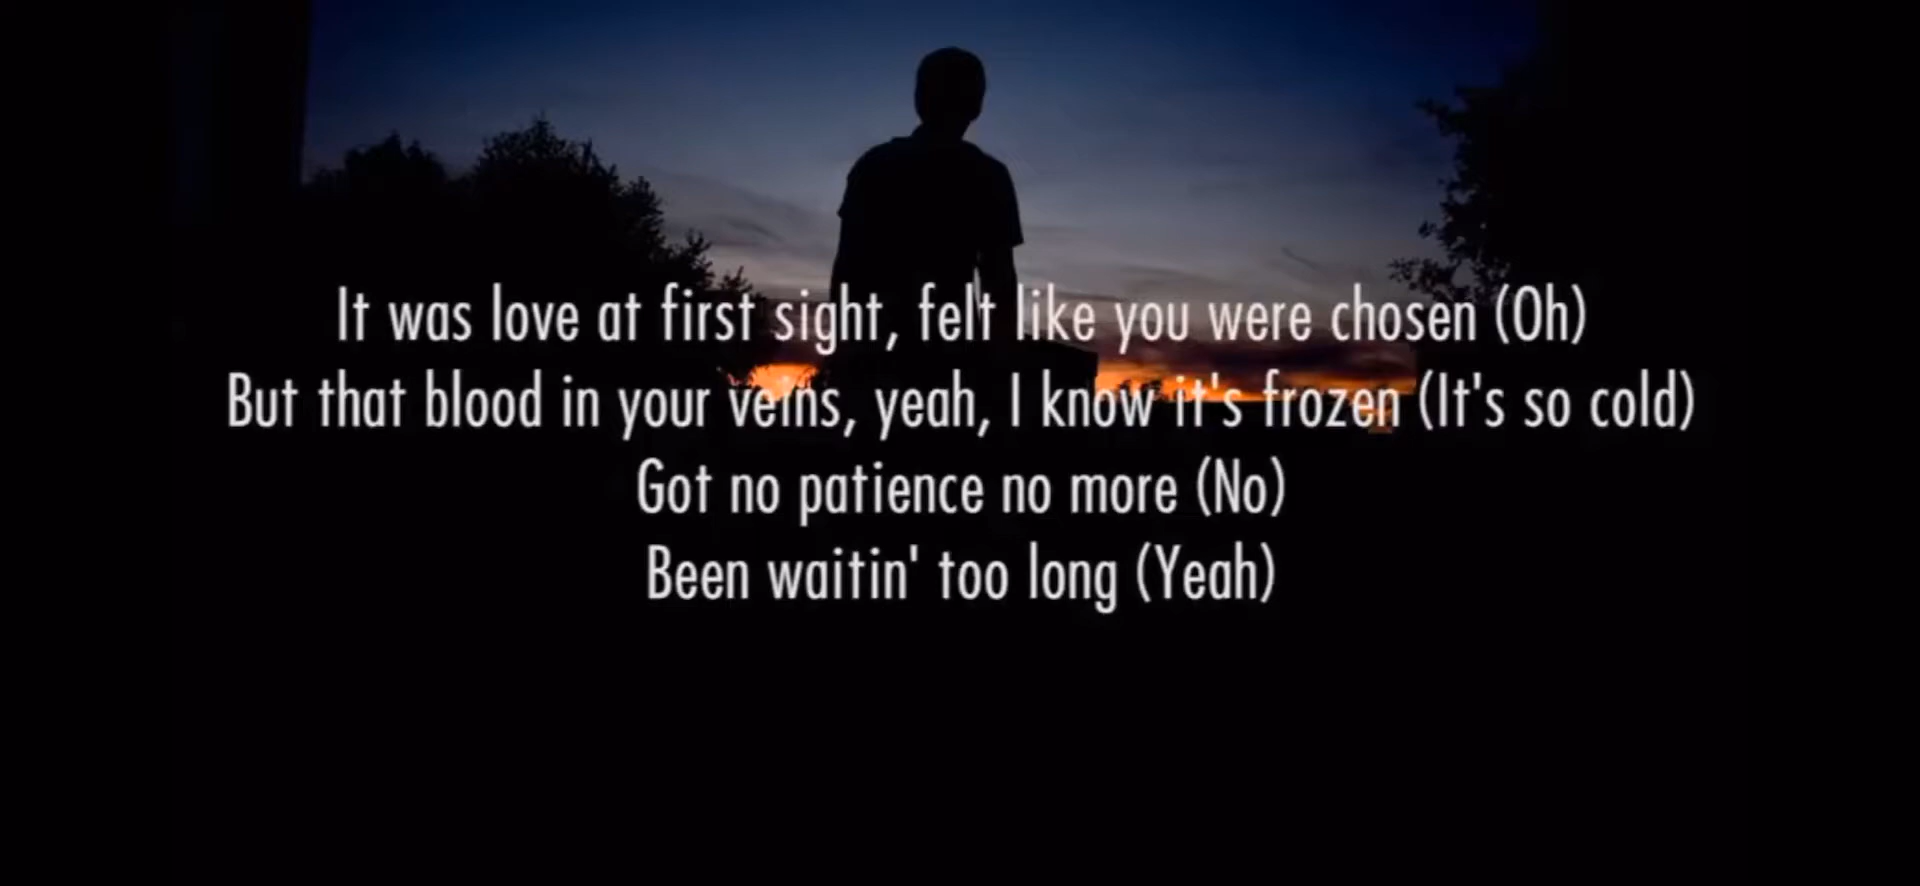 It was love at first sight, felt like you were chosen (Oh)
But that blood in your veins, yeah, I know it's frozen (It's so cold)
Got no patience no more (No)
Been waitin' too long (Yeah)